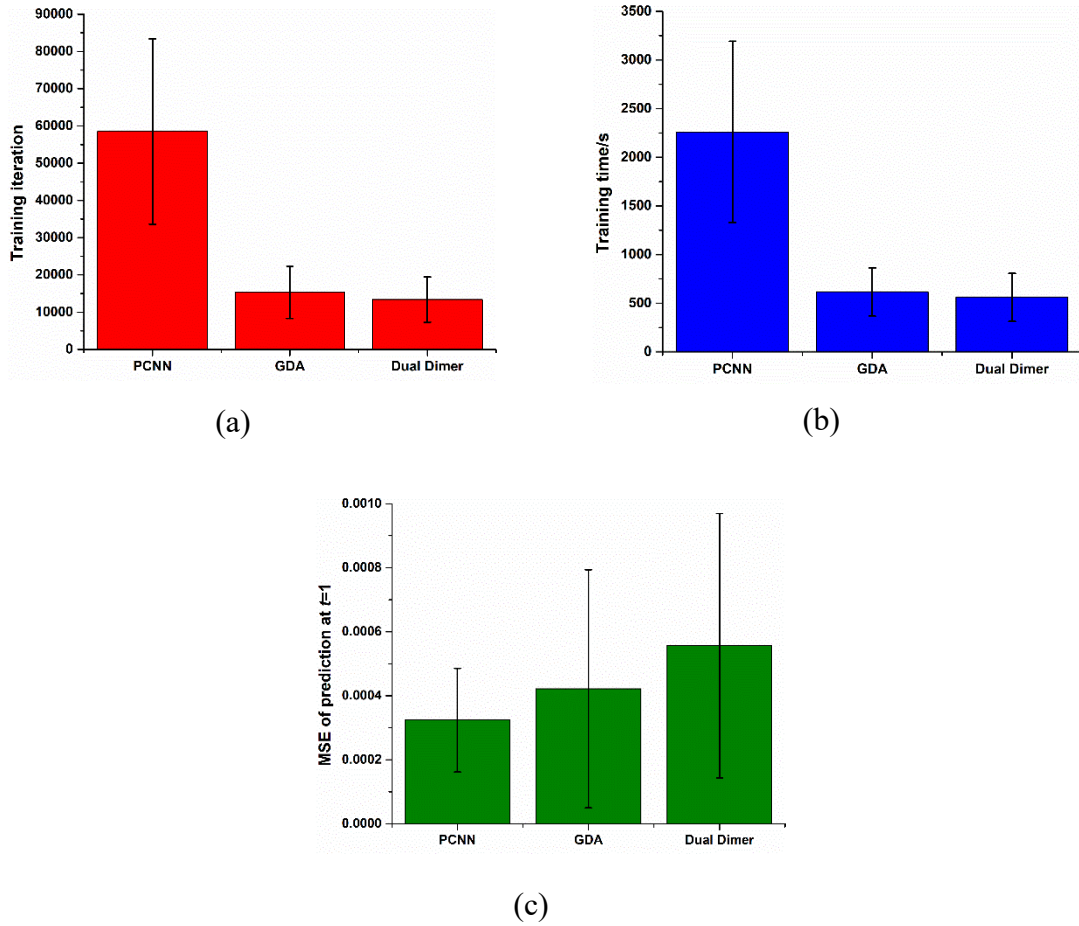 90000
80000
70000
60000
50000
40000
30000
20000
10000
0
Training iteration
PCNN GDA Dual Dimer
(a)
3500
3000
2500
2000
1500
1000
500
0
Training time/s
PCNN GDA Dual Dimer
(b)
0.0010
0.0008
0.0006
0.0004
0.0002
0.0000
MSE of prediction at t=1
PCNN GDA Dual Dimer
(c)